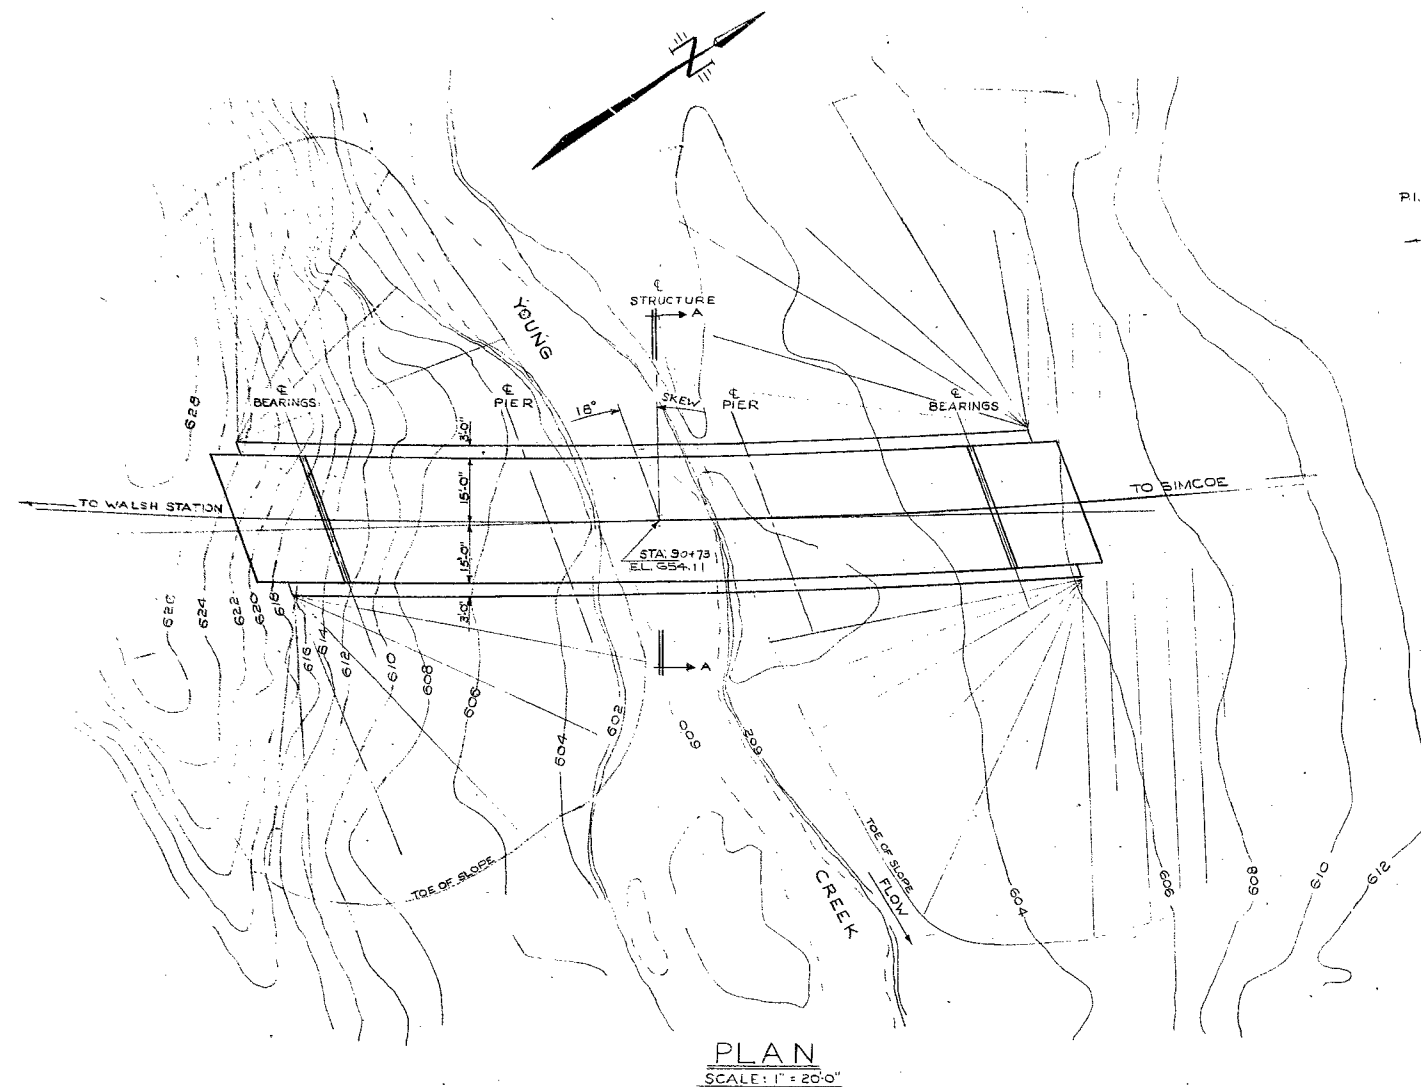 N
P.I.
YOUNG
℄
STRUCTURE
A
℄
BEARINGS
℄
PIER
18°
SKEW
℄
PIER
℄
BEARINGS
628
3'-0"
15'-0"
15'-0"
3'-0"
TO WALSH STATION
TO SIMCOE
STA. 90+73
EL. 654.11
626
624
622
620
618
616
614
612
610
608
606
604
602
600
602
A
TOE OF SLOPE
TOE OF SLOPE
FLOW
CREEK
604
606
608
610
612
PLAN
SCALE: 1" = 20'-0"